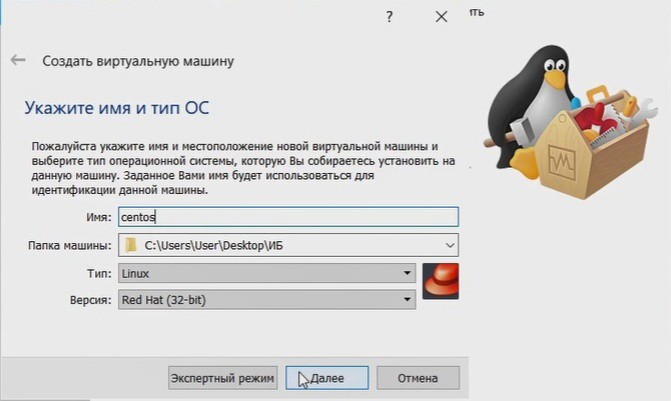 ?
ить
Создать виртуальную машину
Укажите имя и тип ОС
Пожалуйста укажите имя и местоположение новой виртуальной машины и
выберите тип операционной системы, которую Вы собираетесь установить на
данную машину. Заданное Вами имя будет использоваться для
идентификации данной машины.
Имя: centos
Папка машины: C:\Users\User\Desktop\ИБ
Тип: Linux
Версия: Red Hat (32-bit)
Экспертный режим Далее Отмена